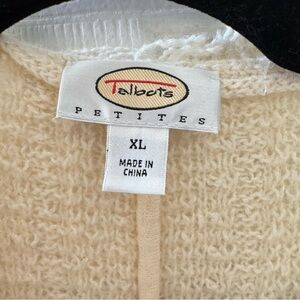 Talbots
PETITES
XL
MADE IN
CHINA